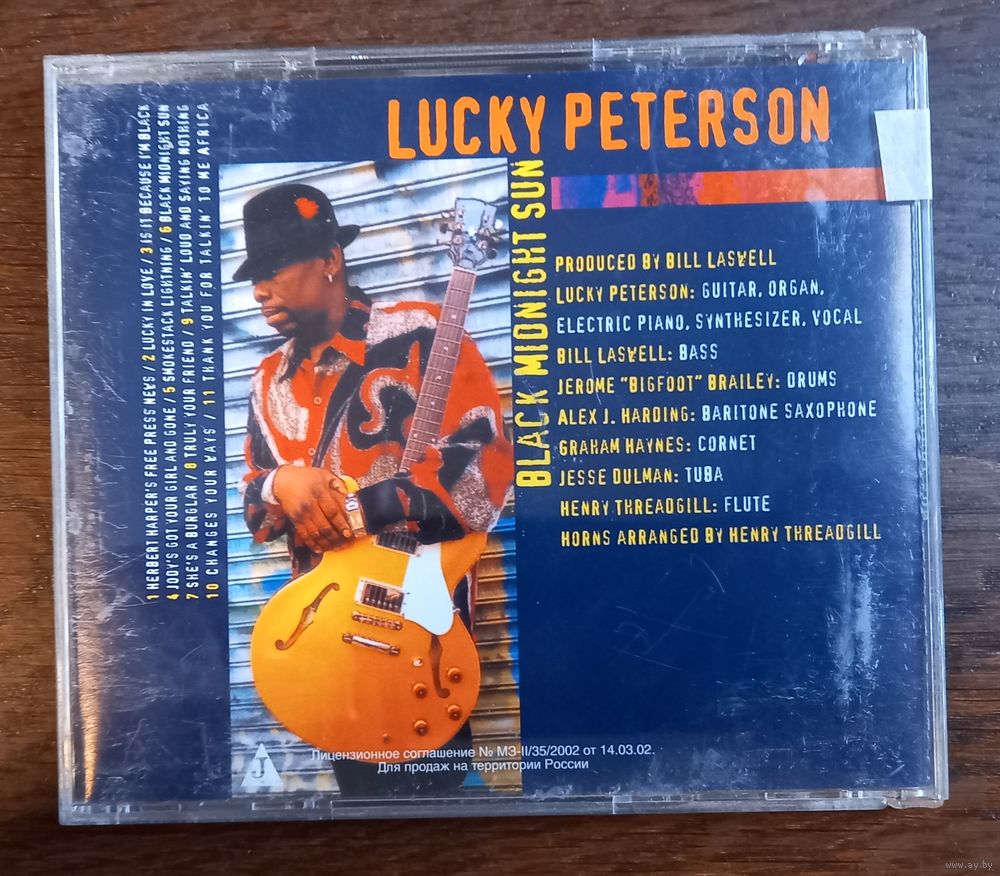 LUCKY PETERSON
BLACK MIDNIGHT SUN
PRODUCED BY BILL LASWELL
LUCKY PETERSON: GUITAR, ORGAN,
ELECTRIC PIANO, SYNTHESIZER, VOCAL
BILL LASWELL: BASS
JEROME "BIGFOOT" BRAILEY: DRUMS
ALEX J. HARDING: BARITONE SAXOPHONE
GRAHAM HAYNES: CORNET
JESSE DULMAN: TUBA
HENRY THREADGILL: FLUTE
HORNS ARRANGED BY HENRY THREADGILL
1 HERBERT HARPER'S FREE PRESS NEWS / 2 LUCKY IN LOVE / 3 IS IT BECAUSE I'M BLACK
4 JODY'S GOT YOUR GIRL AND GONE / 5 SMOKESTACK LIGHTNING / 6 BLACK MIDNIGHT SUN
7 SHE'S A BURGLAR / 8 TRULY YOUR FRIEND / 9 TALKIN' LOUD AND SAYING NOTHING
10 CHANGES YOUR WAYS / 11 THANK YOU FOR TALKIN' TO ME AFRICA
J
Лицензионное соглашение № МЗ-II/35/2002 от 14.03.02.
Для продаж на территории России
www.ay.by